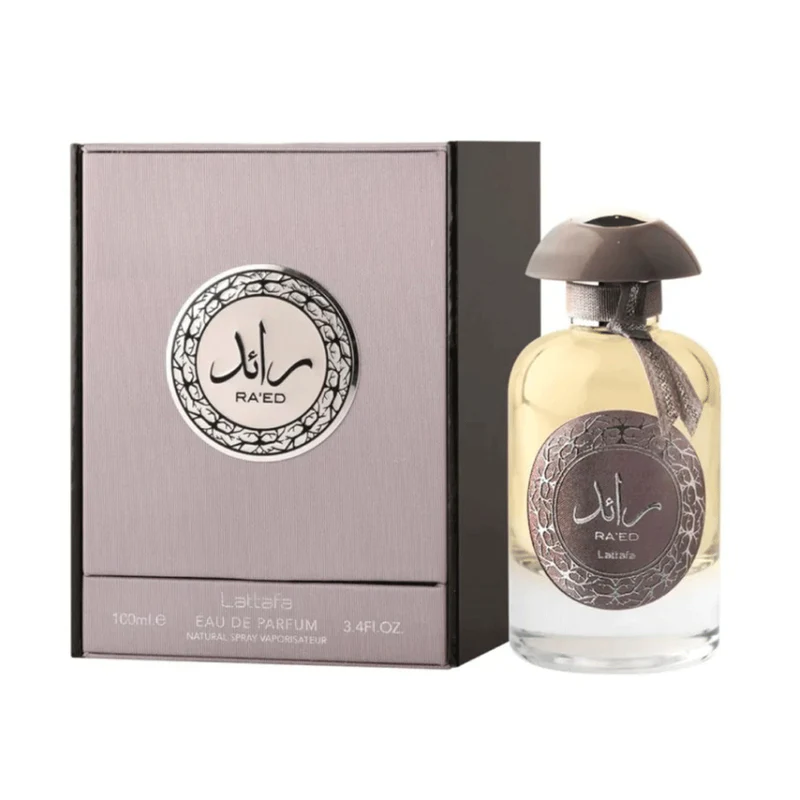 رائد
RA'ED
Lattafa
100ml.e
EAU DE PARFUM
3.4FL.OZ.
NATURAL SPRAY VAPORISATEUR
رائد
RA'ED
Lattafa